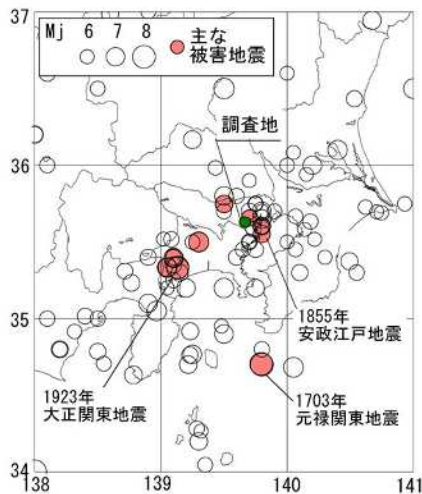 37
Mj 6 7 8 主な
被害地震
調査地
36
35
1855年
安政江戸地震
1923年
大正関東地震
1703年
元禄関東地震
34
138 139 140 141